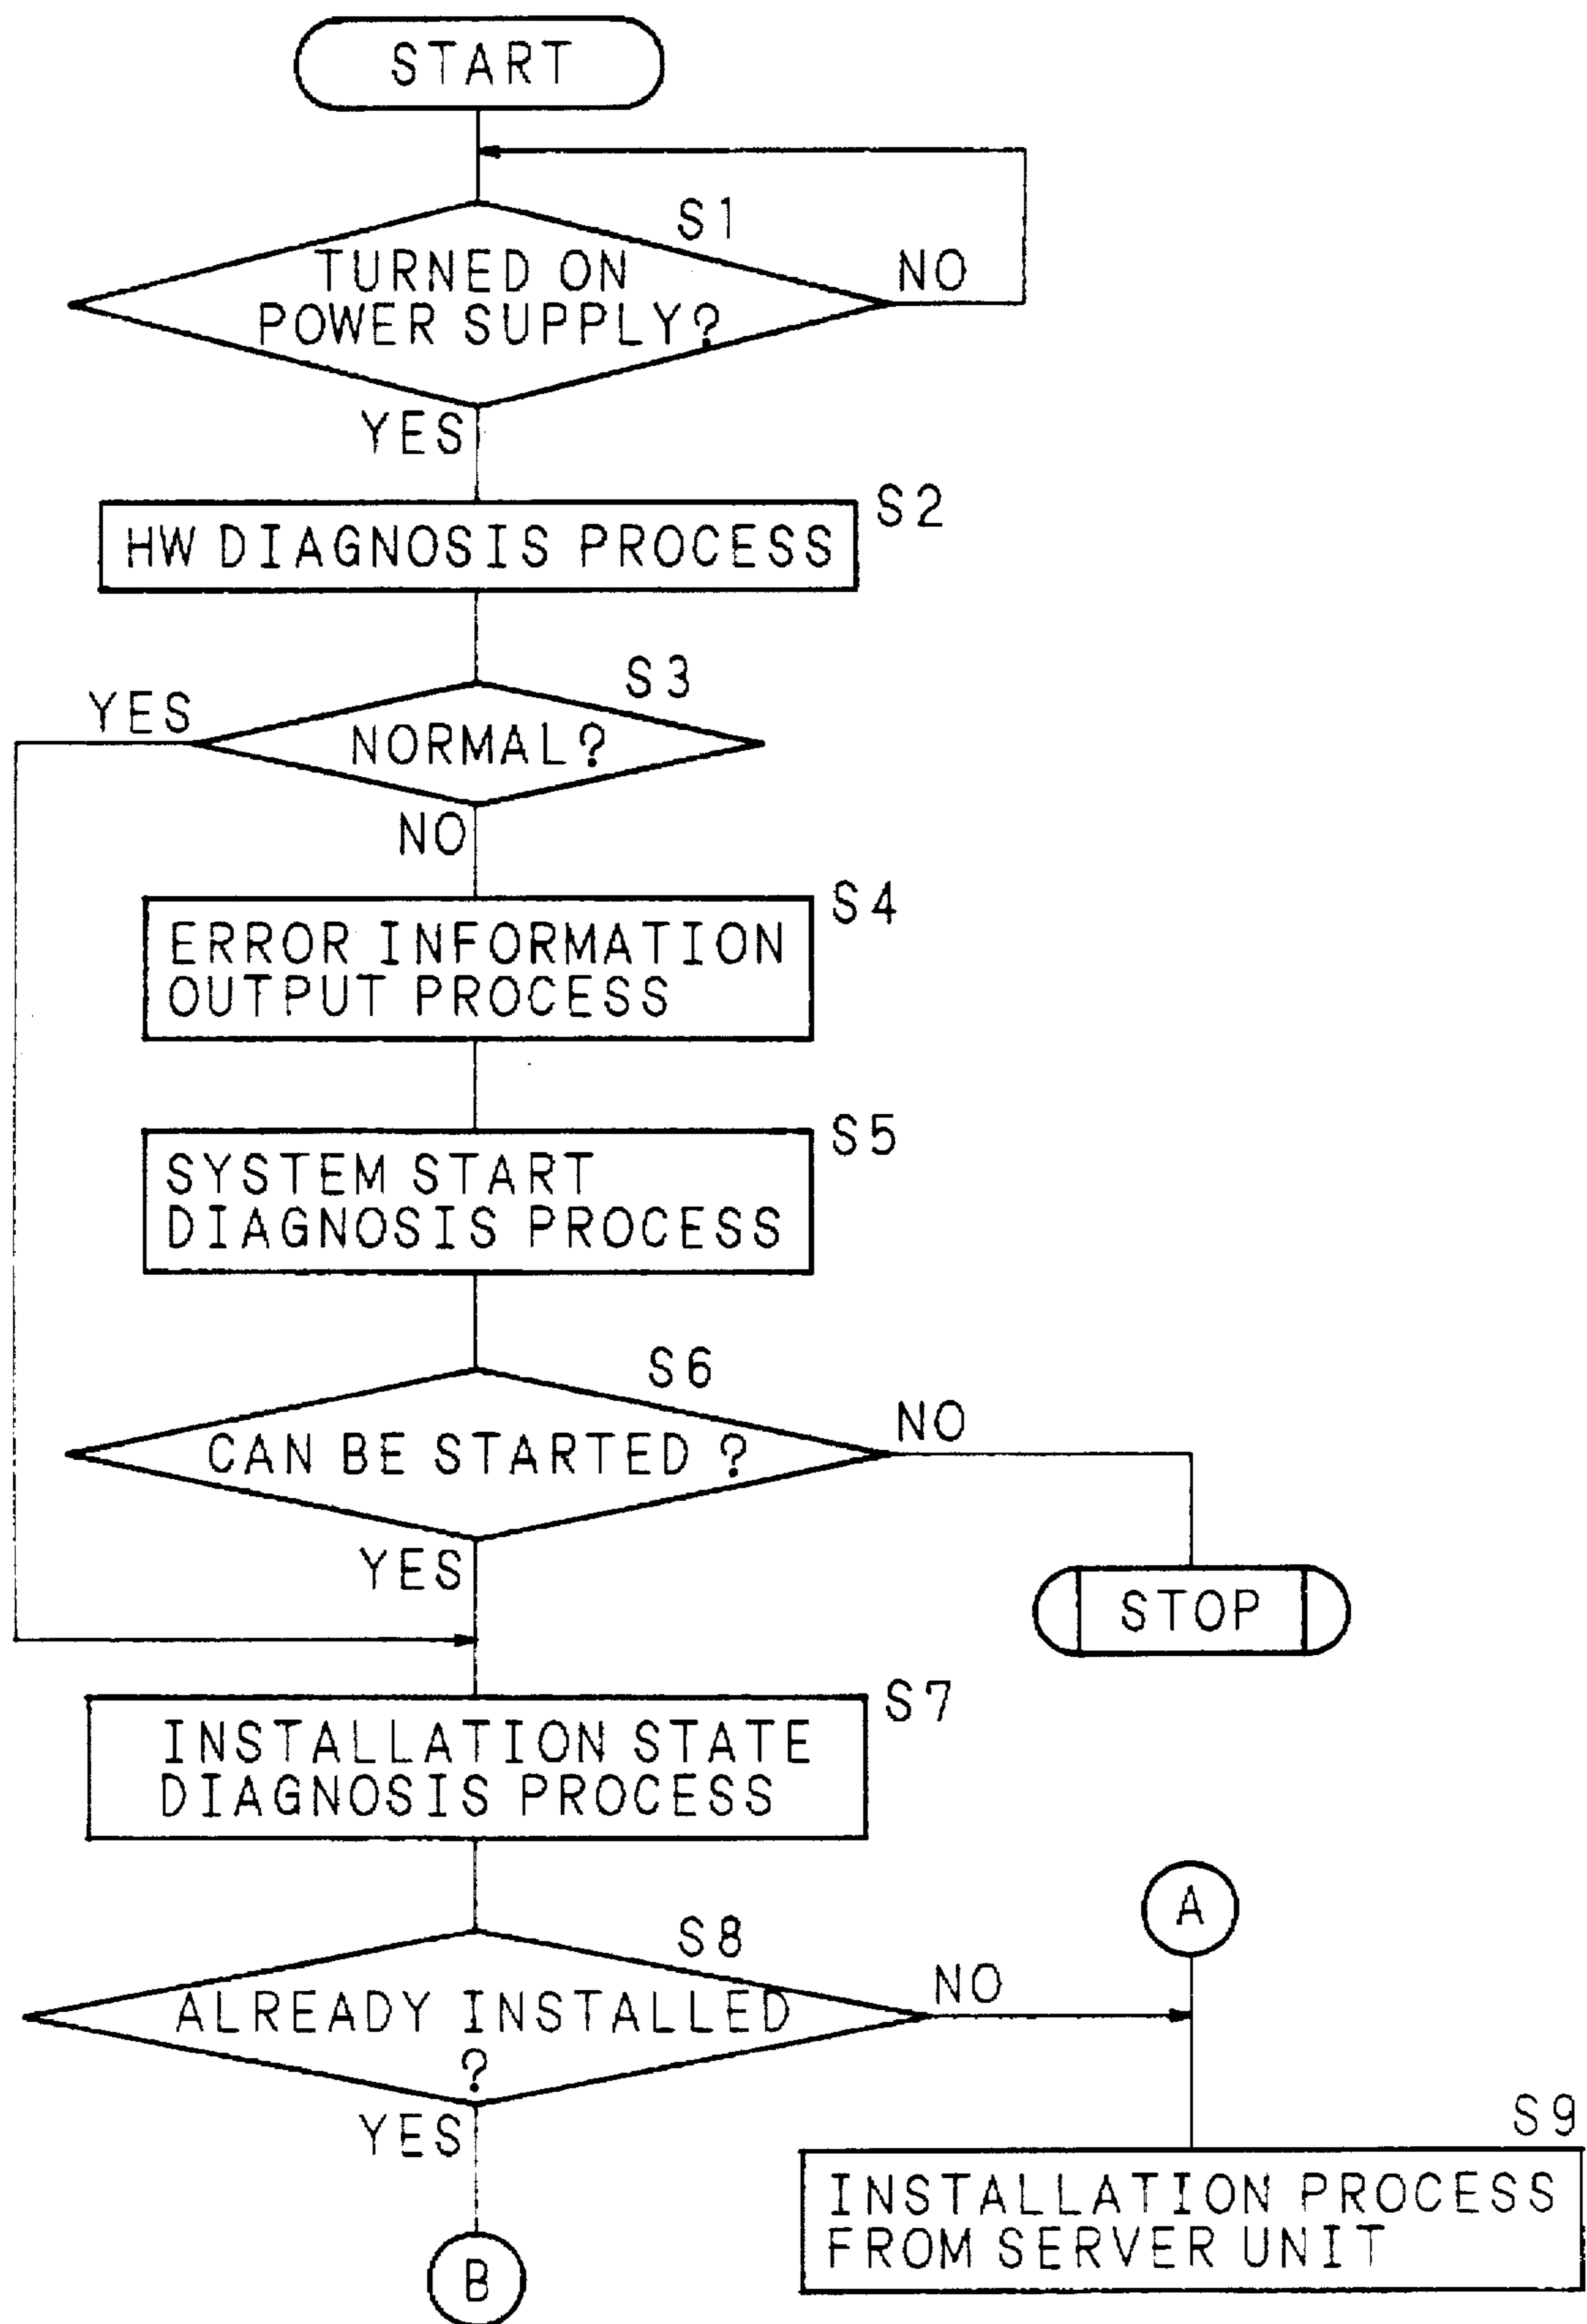 START
S1
TURNED ON
POWER SUPPLY?
NO
YES
S2
HW DIAGNOSIS PROCESS
S3
YES
NORMAL?
NO
S4
ERROR INFORMATION
OUTPUT PROCESS
S5
SYSTEM START
DIAGNOSIS PROCESS
S6
NO
CAN BE STARTED ?
YES
STOP
S7
INSTALLATION STATE
DIAGNOSIS PROCESS
A
S8
NO
ALREADY INSTALLED
?
YES
S9
INSTALLATION PROCESS
FROM SERVER UNIT
B